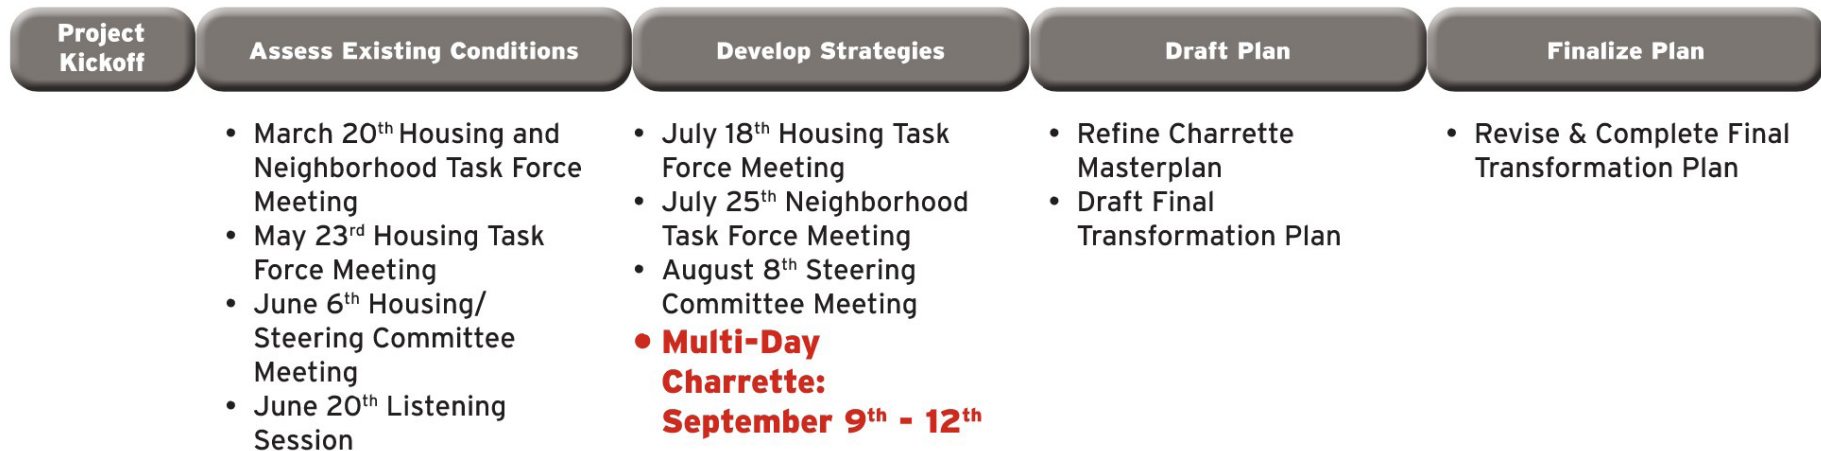 Project
Kickoff
Assess Existing Conditions
Develop Strategies
Draft Plan
Finalize Plan
• March 20th Housing and
Neighborhood Task Force
Meeting
• May 23rd Housing Task
Force Meeting
• June 6th Housing/
Steering Committee
Meeting
• June 20th Listening
Session
• July 18th Housing Task
Force Meeting
• July 25th Neighborhood
Task Force Meeting
• August 8th Steering
Committee Meeting
• Multi-Day
Charrette:
September 9th - 12th
• Refine Charrette
Masterplan
• Draft Final
Transformation Plan
• Revise & Complete Final
Transformation Plan